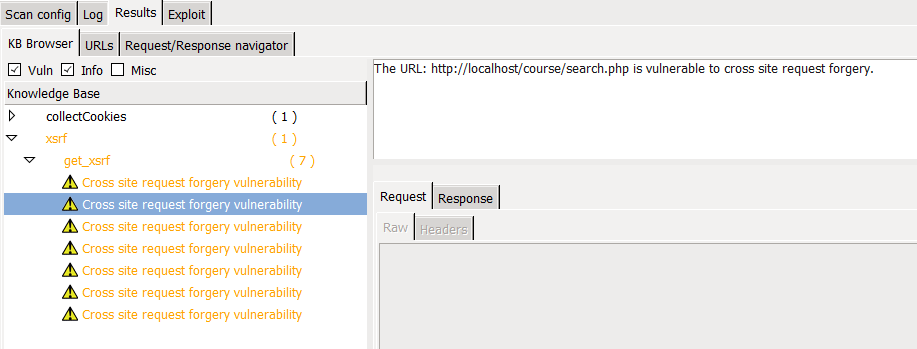 Scan config Log Results Exploit
KB Browser URLs Request/Response navigator
Vuln Info Misc
Knowledge Base
collectCookies ( 1 )
xsrf ( 1 )
get_xsrf ( 7 )
Cross site request forgery vulnerability
Cross site request forgery vulnerability
Cross site request forgery vulnerability
Cross site request forgery vulnerability
Cross site request forgery vulnerability
Cross site request forgery vulnerability
Cross site request forgery vulnerability
The URL: http://localhost/course/search.php is vulnerable to cross site request forgery.
Request Response
Raw Headers